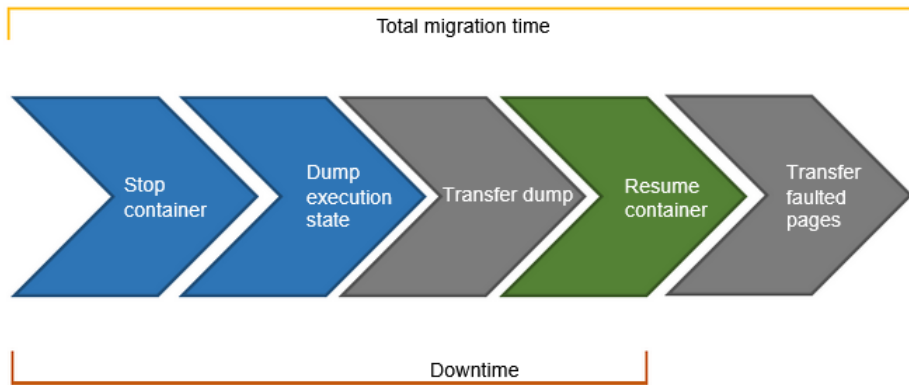 Total migration time
Stop
container
Dump
execution
state
Transfer dump
Resume
container
Transfer
faulted
pages
Downtime